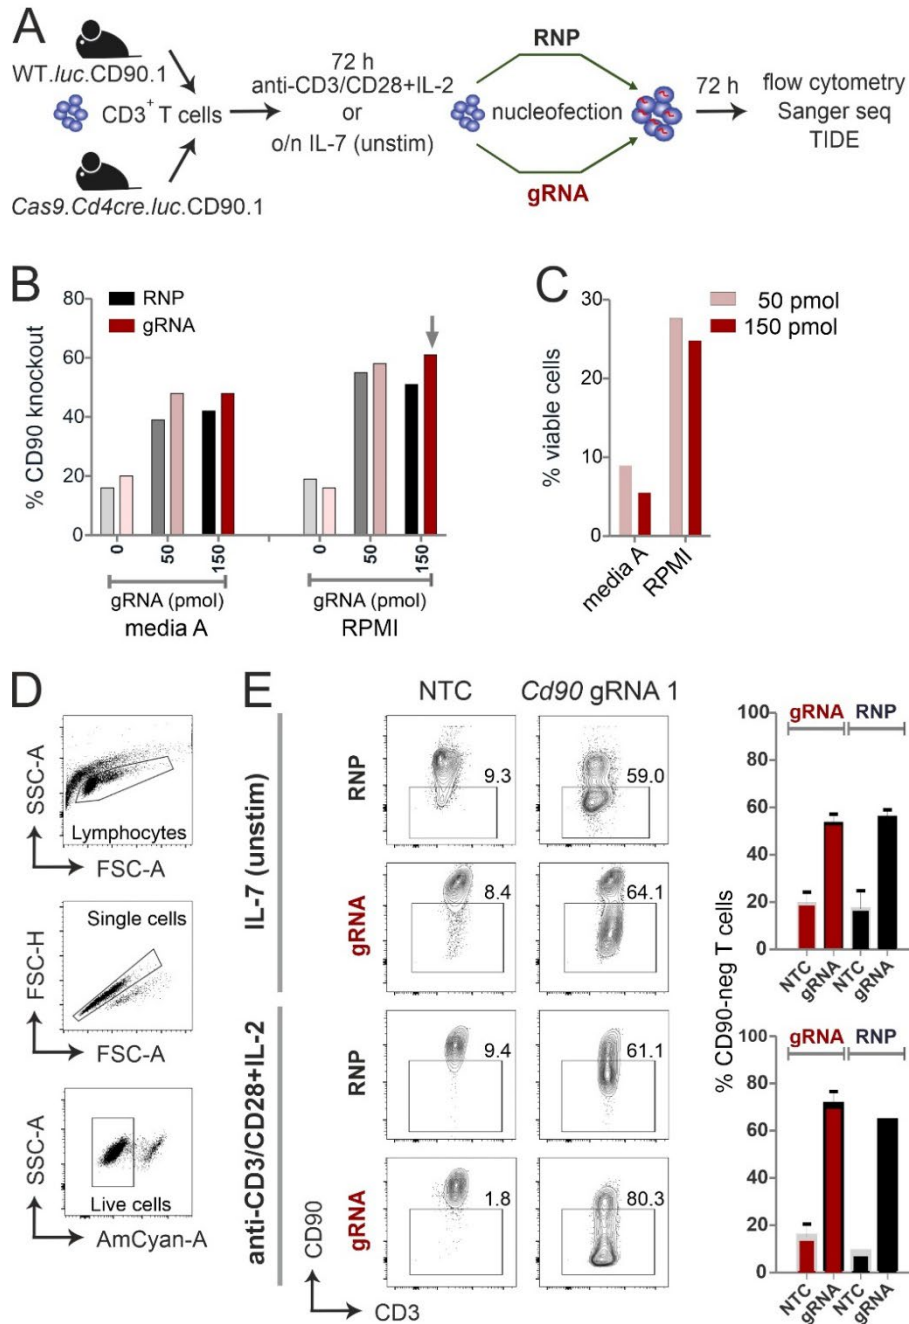 A
WT.luc.CD90.1
CD3+ T cells
Cas9.Cd4cre.luc.CD90.1
72 h
anti-CD3/CD28+IL-2
or
o/n IL-7 (unstim)
RNP
nucleofection
gRNA
72 h
flow cytometry
Sanger seq
TIDE
B
RNP
gRNA
% CD90 knockout
80
60
40
20
0
0 50 150 0 50 150
gRNA (pmol) gRNA (pmol)
media A RPMI
C
50 pmol
150 pmol
% viable cells
30
20
10
0
media A RPMI
D
SSC-A
Lymphocytes
FSC-A
Single cells
FSC-H
FSC-A
SSC-A
Live cells
AmCyan-A
E
NTC Cd90 gRNA 1
IL-7 (unstim)
RNP
9.3 59.0
gRNA
8.4 64.1
anti-CD3/CD28+IL-2
RNP
9.4 61.1
gRNA
1.8 80.3
CD90
CD3
% CD90-neg T cells
100
gRNA RNP
80
60
40
20
0
NTC gRNA NTC gRNA
100
gRNA RNP
80
60
40
20
0
NTC gRNA NTC gRNA